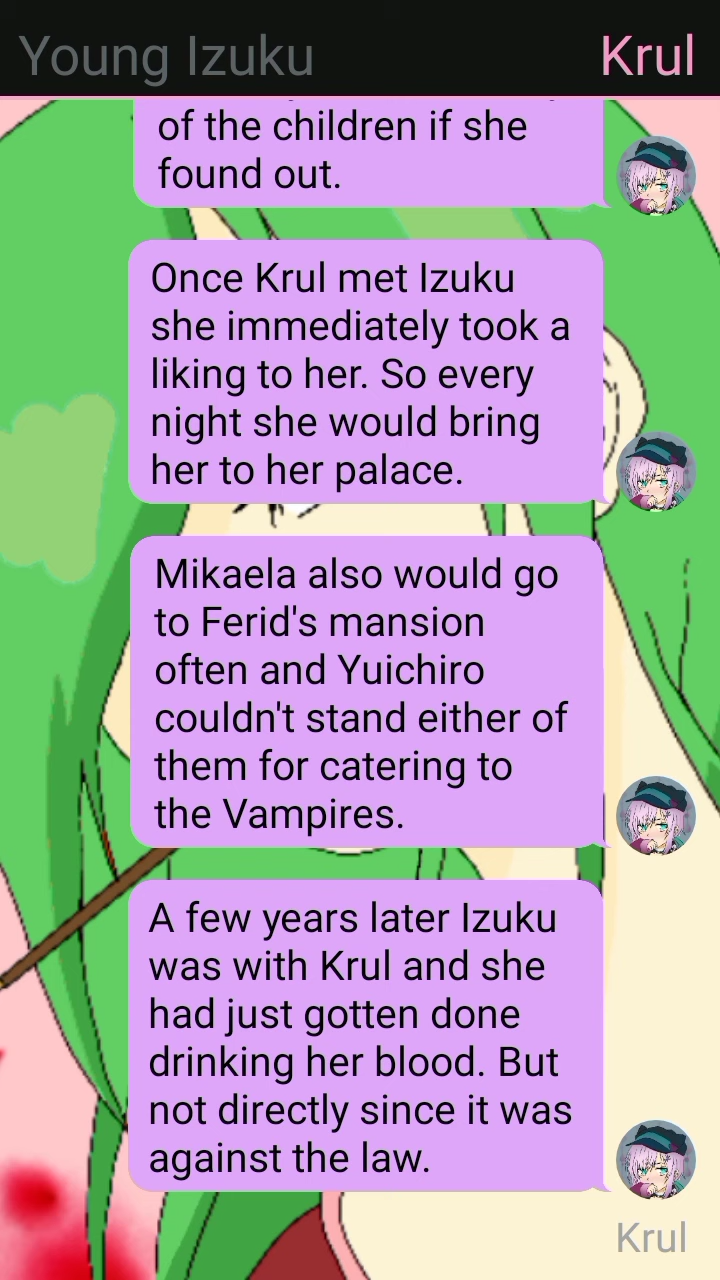 Young Izuku
Krul
of the children if she
found out.
Once Krul met Izuku
she immediately took a
liking to her. So every
night she would bring
her to her palace.
Mikaela also would go
to Ferid's mansion
often and Yuichiro
couldn't stand either of
them for catering to
the Vampires.
A few years later Izuku
was with Krul and she
had just gotten done
drinking her blood. But
not directly since it was
against the law.
Krul